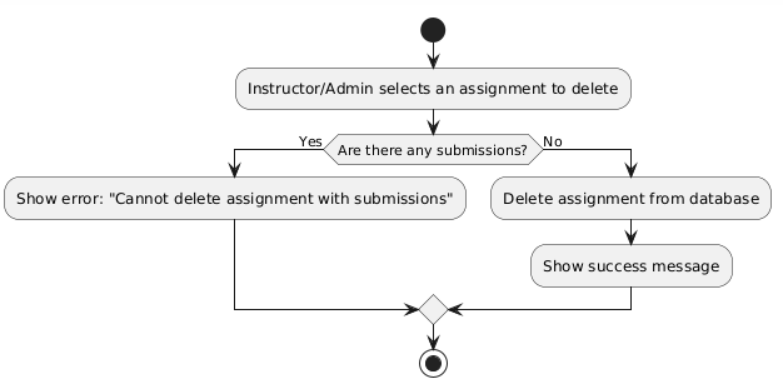 Instructor/Admin selects an assignment to delete
Yes
Are there any submissions?
No
Show error: "Cannot delete assignment with submissions"
Delete assignment from database
Show success message